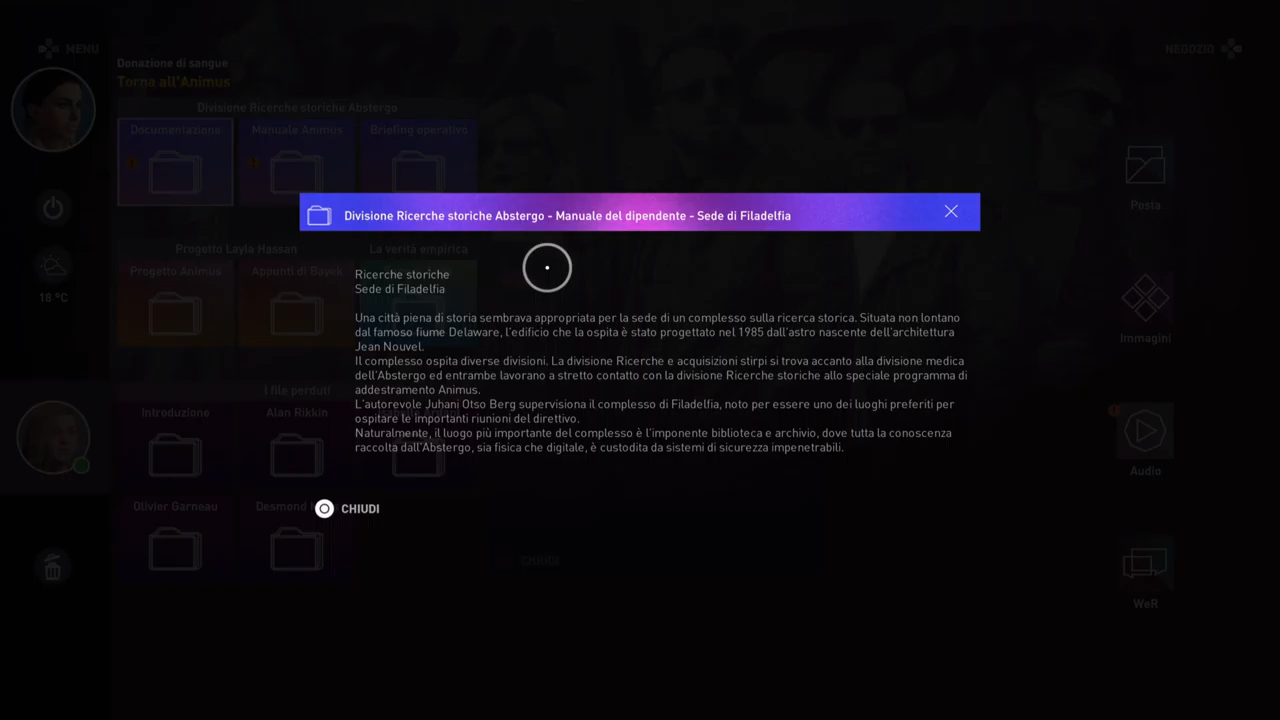 MENU
NEGOZIO
Donazione di sangue
Torna all'Animus
Divisione Ricerche storiche Abstergo
Documentazione
Manuale Animus
Briefing operativo
Divisione Ricerche storiche Abstergo - Manuale del dipendente - Sede di Filadelfia
Posta
Progetto Layla Hassan
La verità empirica
Progetto Animus
Appunti di Bayek
18 °C
Ricerche storiche
Sede di Filadelfia
Una città piena di storia sembrava appropriata per la sede di un complesso sulla ricerca storica. Situata non lontano
dal famoso fiume Delaware, l'edificio che la ospita è stato progettato nel 1985 dall'astro nascente dell'architettura
Jean Nouvel.
Il complesso ospita diverse divisioni. La divisione Ricerche e acquisizioni stirpi si trova accanto alla divisione medica
dell'Abstergo ed entrambe lavorano a stretto contatto con la divisione Ricerche storiche allo speciale programma di
addestramento Animus.
L'autorevole Juhani Otso Berg supervisiona il complesso di Filadelfia, noto per essere uno dei luoghi preferiti per
ospitare le importanti riunioni del direttivo.
Naturalmente, il luogo più importante del complesso è l'imponente biblioteca e archivio, dove tutta la conoscenza
raccolta dall'Abstergo, sia fisica che digitale, è custodita da sistemi di sicurezza impenetrabili.
Immagini
I file perduti
Introduzione
Alan Rikkin
Audio
Olivier Garneau
Desmond
CHIUDI
CHIUDI
WeR